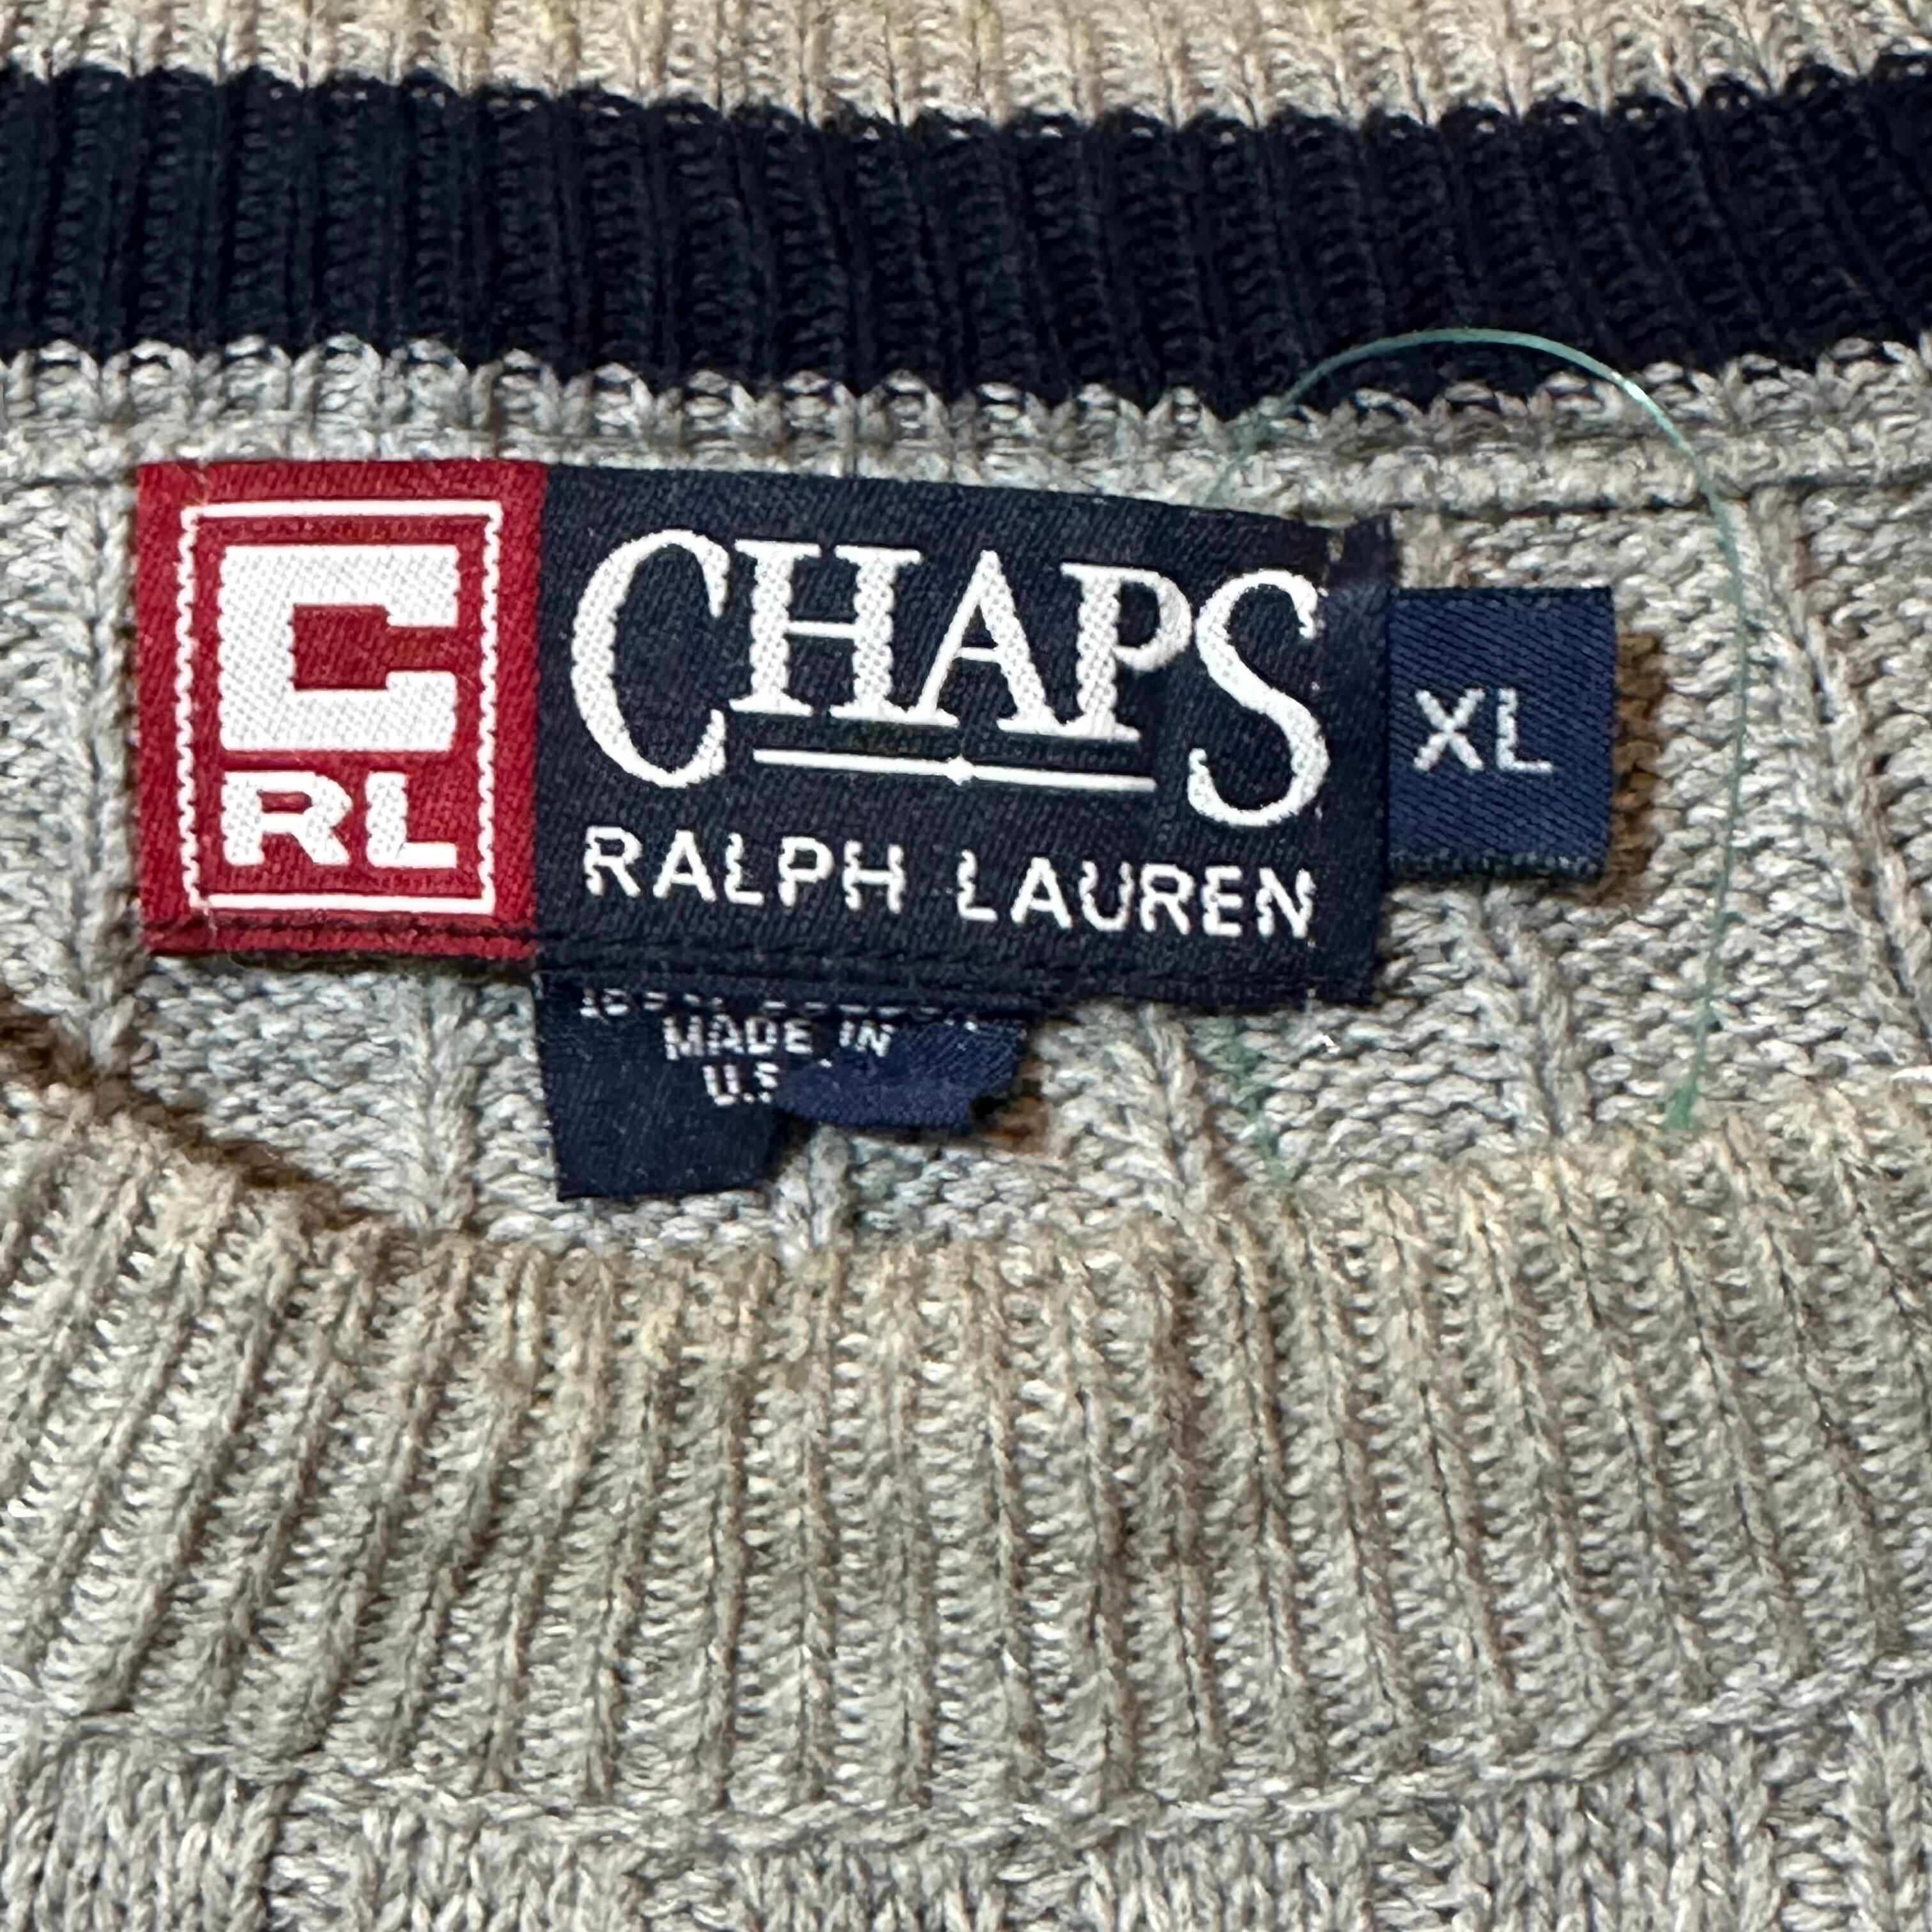 C
RL
CHAPS
RALPH LAUREN
XL
MADE IN